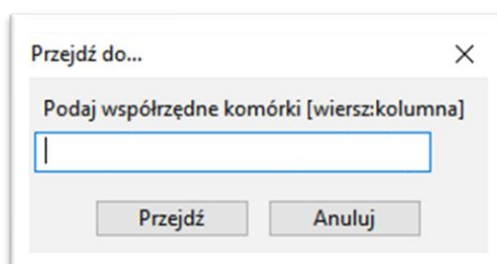 Przejdź do...
Podaj współrzędne komórki [wiersz:kolumna]
Przejdź Anuluj